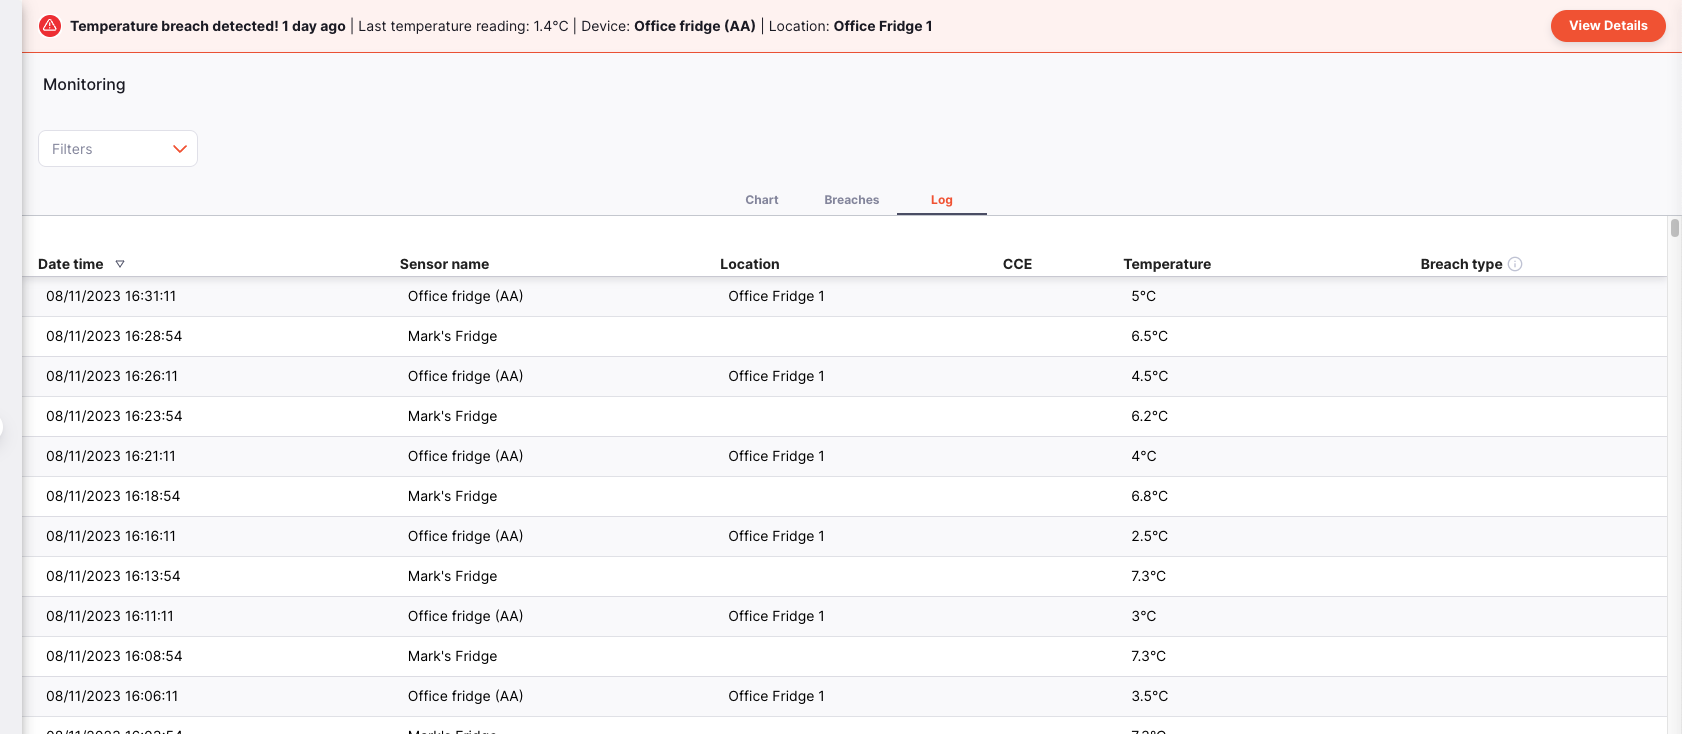 Temperature breach detected! 1 day ago | Last temperature reading: 1.4°C | Device: Office fridge (AA) | Location: Office Fridge 1 View Details
Monitoring
Filters
Chart Breaches Log
Date time Sensor name Location CCE Temperature Breach type
08/11/2023 16:31:11 Office fridge (AA) Office Fridge 1 5°C
08/11/2023 16:28:54 Mark's Fridge 6.5°C
08/11/2023 16:26:11 Office fridge (AA) Office Fridge 1 4.5°C
08/11/2023 16:23:54 Mark's Fridge 6.2°C
08/11/2023 16:21:11 Office fridge (AA) Office Fridge 1 4°C
08/11/2023 16:18:54 Mark's Fridge 6.8°C
08/11/2023 16:16:11 Office fridge (AA) Office Fridge 1 2.5°C
08/11/2023 16:13:54 Mark's Fridge 7.3°C
08/11/2023 16:11:11 Office fridge (AA) Office Fridge 1 3°C
08/11/2023 16:08:54 Mark's Fridge 7.3°C
08/11/2023 16:06:11 Office fridge (AA) Office Fridge 1 3.5°C